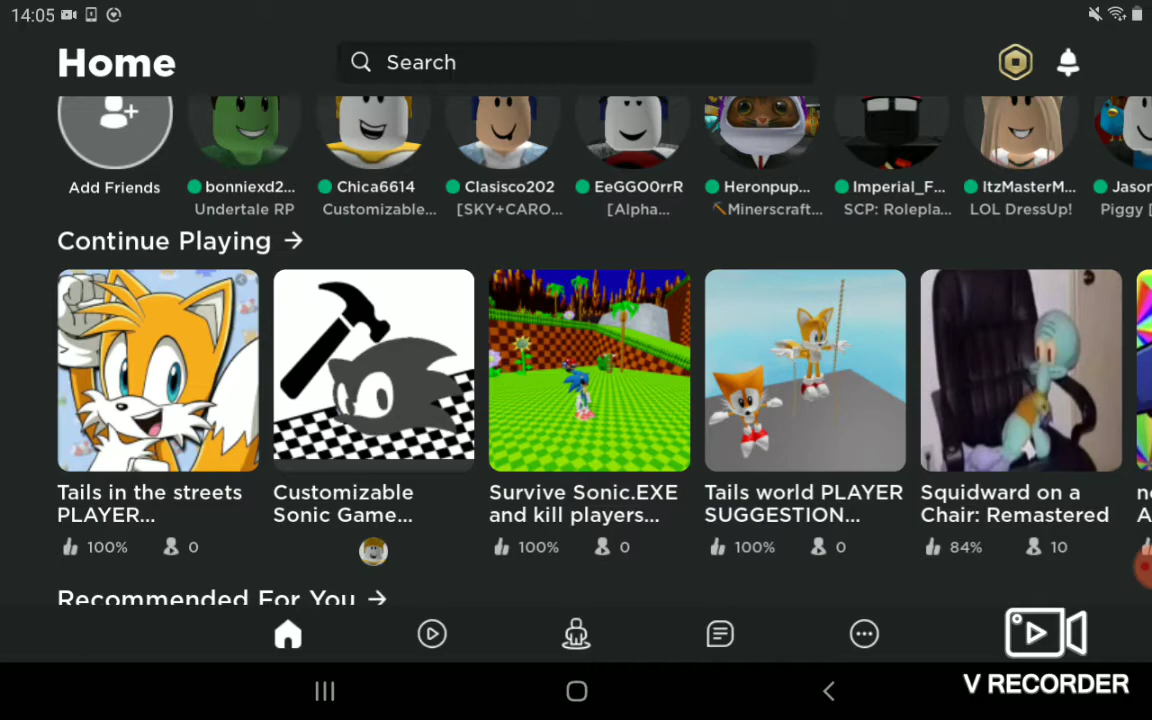 14:05
Home
Search
Add Friends
bonniexd2...
Undertale RP
Chica6614
Customizable...
Clasisco202
[SKY+CARO...
EeGGO0rrR
[Alpha...
Heronpup...
Minerscraft...
Imperial_F...
SCP: Rolepla...
ItzMasterM...
LOL DressUp!
Jason
Piggy [
Continue Playing →
Tails in the streets
PLAYER...
100% 0
Customizable
Sonic Game...
Survive Sonic.EXE
and kill players...
100% 0
Tails world PLAYER
SUGGESTION...
100% 0
Squidward on a
Chair: Remastered
84% 10
Recommended For You →
V RECORDER